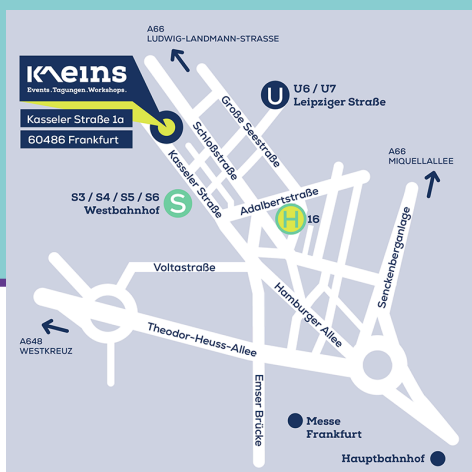 A66
LUDWIG-LANDMANN-STRASSE
KAeins
Events.Tagungen.Workshops.
Kasseler Straße 1a
60486 Frankfurt
U
U6 / U7
Leipziger Straße
Große Seestraße
Schloßstraße
Kasseler Straße
A66
MIQUELLALLEE
S3 / S4 / S5 / S6
Westbahnhof
S
Adalbertstraße
H
16
Senckenberganlage
Voltastraße
Hamburger Allee
Theodor-Heuss-Allee
A648
WESTKREUZ
Emser Brücke
Messe
Frankfurt
Hauptbahnhof